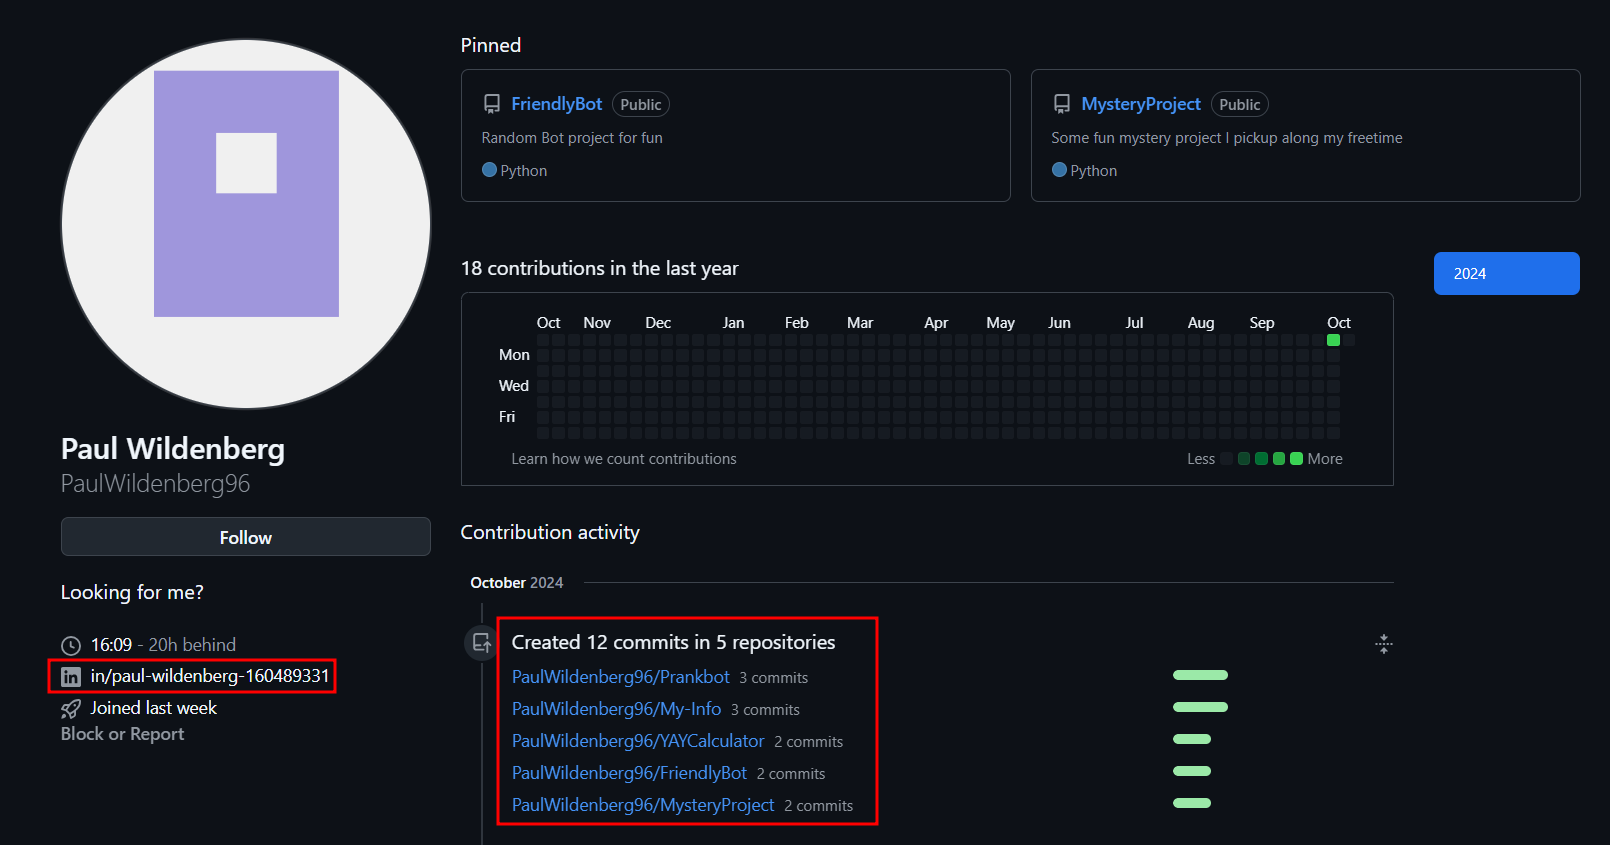 Pinned
FriendlyBot Public
Random Bot project for fun
Python
MysteryProject Public
Some fun mystery project I pickup along my freetime
Python
18 contributions in the last year
2024
Oct Nov Dec Jan Feb Mar Apr May Jun Jul Aug Sep Oct
Mon
Wed
Fri
Learn how we count contributions
Less More
Paul Wildenberg
PaulWildenberg96
Follow
Looking for me?
16:09 - 20h behind
in in/paul-wildenberg-160489331
Joined last week
Block or Report
Contribution activity
October 2024
Created 12 commits in 5 repositories
PaulWildenberg96/Prankbot 3 commits
PaulWildenberg96/My-Info 3 commits
PaulWildenberg96/YAYCalculator 2 commits
PaulWildenberg96/FriendlyBot 2 commits
PaulWildenberg96/MysteryProject 2 commits